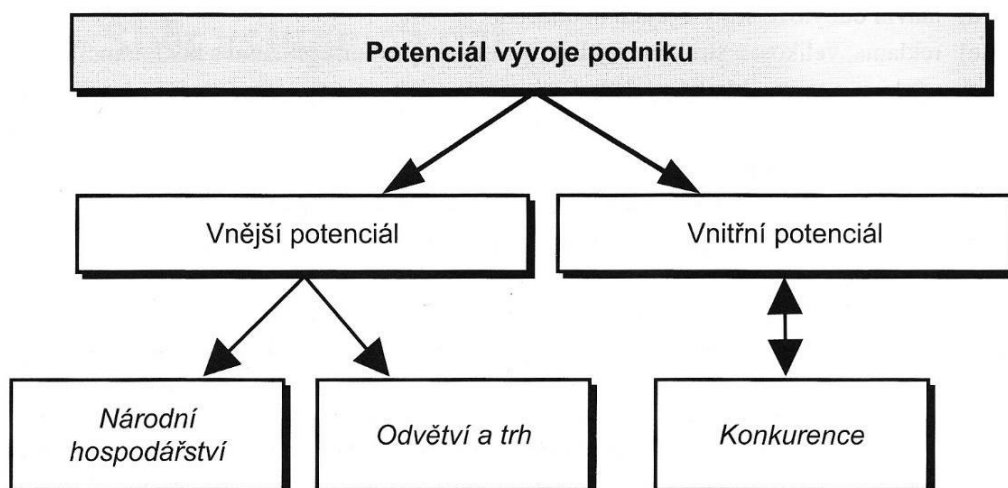 Potenciál vývoje podniku
Vnější potenciál
Vnitřní potenciál
Národní
hospodářství
Odvětví a trh
Konkurence